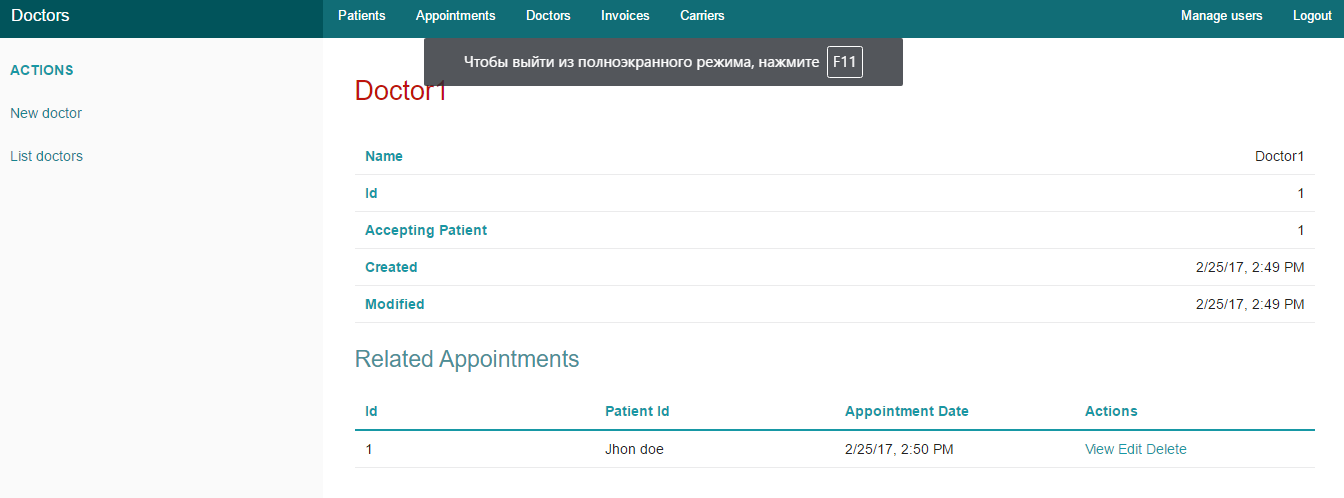 Doctors Patients Appointments Doctors Invoices Carriers Manage users Logout
Чтобы выйти из полноэкранного режима, нажмите F11
ACTIONS
New doctor
List doctors
Doctor1
Name Doctor1
Id 1
Accepting Patient 1
Created 2/25/17, 2:49 PM
Modified 2/25/17, 2:49 PM
Related Appointments
Id Patient Id Appointment Date Actions
1 Jhon doe 2/25/17, 2:50 PM View Edit Delete